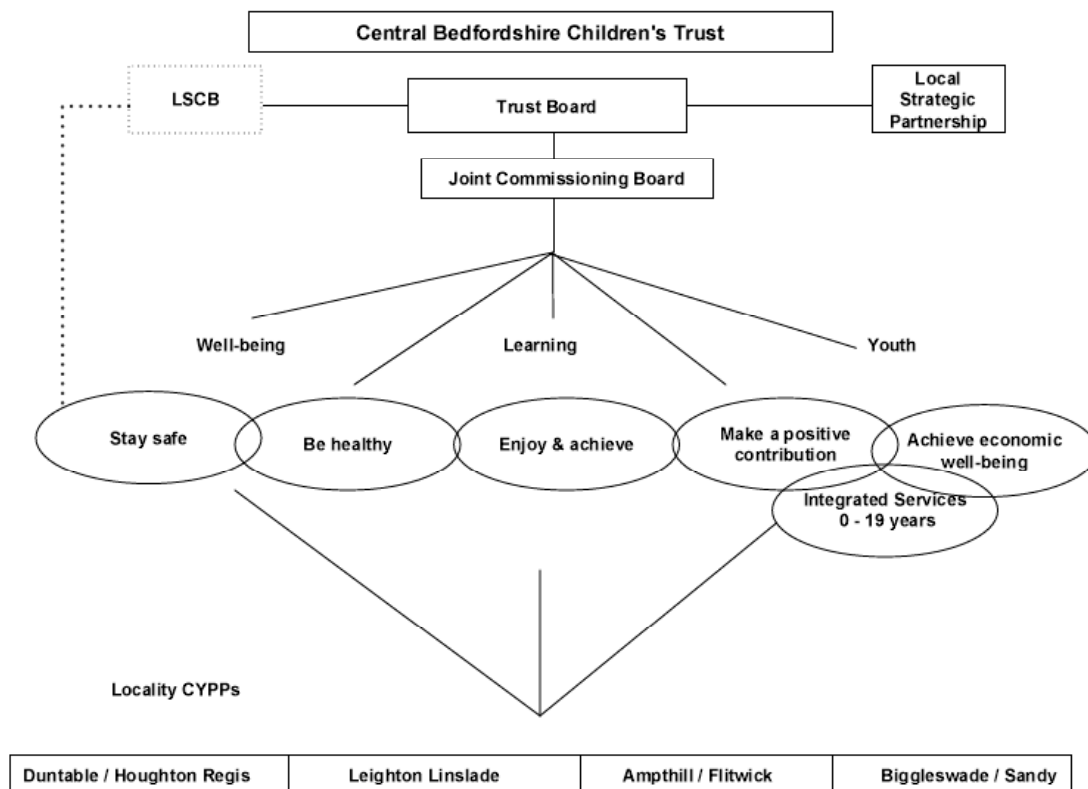 Central Bedfordshire Children's Trust
LSCB
Trust Board
Local
Strategic
Partnership
Joint Commissioning Board
Well-being
Learning
Youth
Stay safe
Be healthy
Enjoy & achieve
Make a positive
contribution
Achieve economic
well-being
Integrated Services
0 - 19 years
Locality CYPPs
Duntable / Houghton Regis
Leighton Linslade
Ampthill / Flitwick
Biggleswade / Sandy